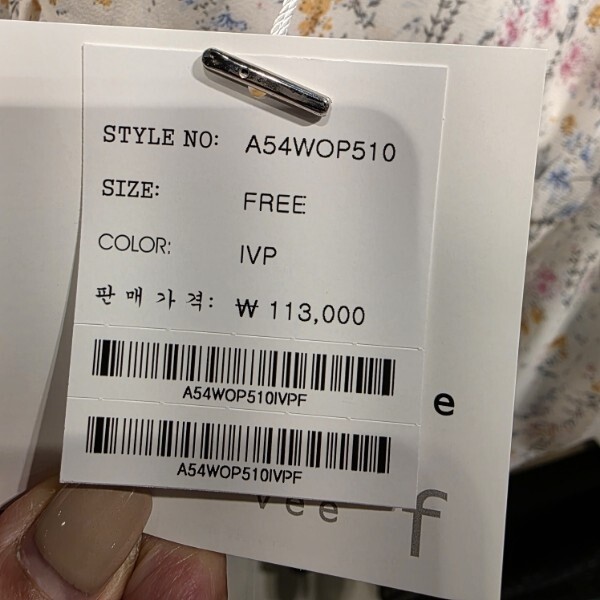 STYLE NO: A54WOP510
SIZE: FREE
COLOR: IVP
판매가격: ₩ 113,000
A54WOP510IVPF
e
A54WOP510IVPF
vee f